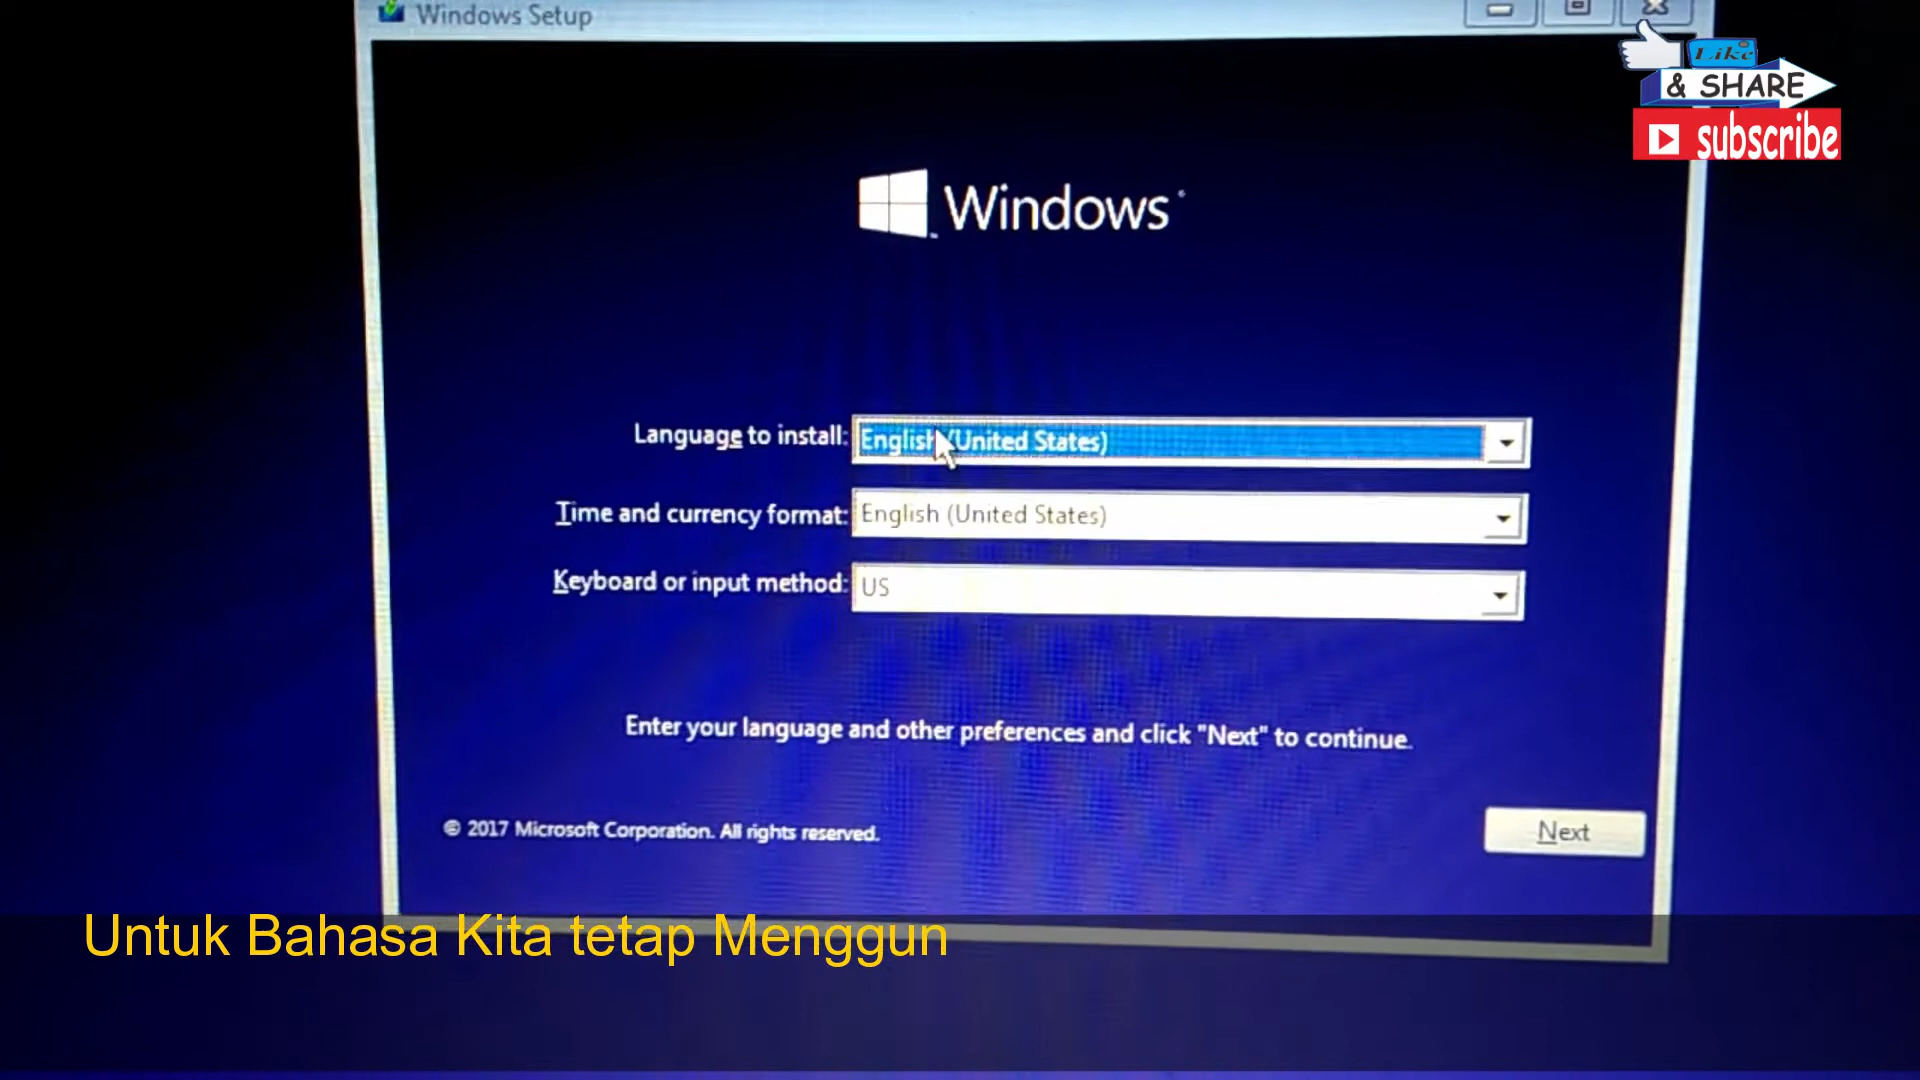 Windows Setup
Like
& SHARE
subscribe
Windows
Language to install:
English (United States)
Time and currency format:
English (United States)
Keyboard or input method:
US
Enter your language and other preferences and click "Next" to continue.
© 2017 Microsoft Corporation. All rights reserved.
Next
Untuk Bahasa Kita tetap Menggun